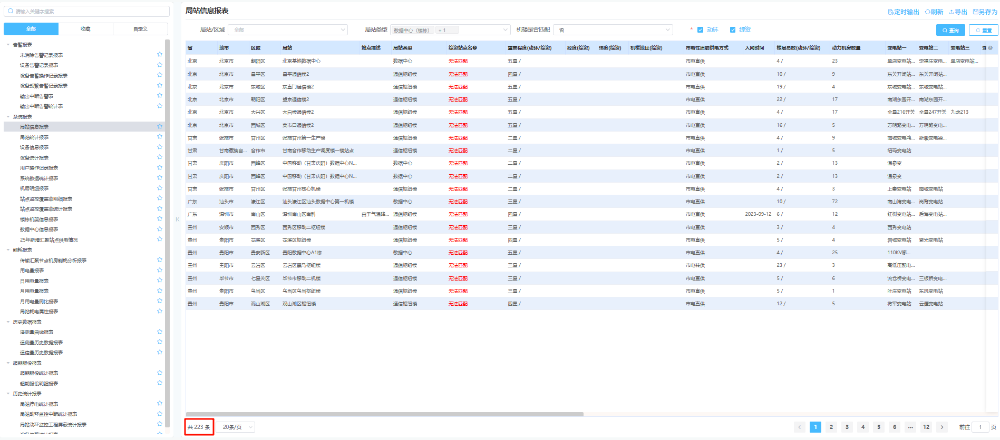 请输入关键字搜索
全部 收藏 自定义
告警报表
未消除告警记录报表
设备告警记录报表
设备告警操作记录报表
设备频繁告警记录报表
输出中断告警表
输出中断告警统计表
系统报表
局站信息报表
局站统计报表
设备信息报表
设备统计报表
用户操作记录报表
系统数据统计报表
机房明细报表
站点监控覆盖率明细报表
站点监控覆盖率统计报表
楼栋机架信息报表
数据中心信息报表
25年新增汇聚站点供电情况
能耗报表
传输汇聚节点机房能耗分析报表
用电量报表
日用电量报表
月用电量报表
月用电量同比报表
局站耗电属性报表
历史数据报表
遥测量曲线报表
遥测量历史数据报表
遥信量历史数据报表
超期服役报表
超期服役统计报表
超期服役明细报表
历史统计报表
局站停电统计报表
局站动环监控中断统计报表
局站动环监控工程屏蔽统计报表
局站信息报表
定时输出 刷新 导出 另存为
局站/区域 全部 局站类型 数据中心（楼栋） + 1 机楼是否匹配 否 * 动环 综资 查询 重置
省 地市 区域 局站 站点描述 局站类型 综资站点名 重要程度(动环/综资) 经度(综资) 纬度(综资) 机楼地址(综资) 市电性质或供电方式 入网时间 楼层总数(动环/综资) 动力机房数量 变电站一 变电站二 变电站三 变
北京 北京市 朝阳区 北京基地数据中心 数据中心 无法匹配 五星 / 市电直供 4 / 23 单店变电站... 定福庄变电... 单店变电站...
北京 北京市 昌平区 昌平通信楼2 通信枢纽楼 无法匹配 四星 / 市电直供 10 / 9 东关开闭站... 东关开闭站...
北京 北京市 东城区 东直门通信楼2 通信枢纽楼 无法匹配 五星 / 市电直供 19 / 4 东城变电站... 东城变电站...
北京 北京市 朝阳区 望京通信楼2 通信枢纽楼 无法匹配 五星 / 市电直供 22 / 17 南湖东园开... 南湖东园开...
北京 北京市 大兴区 大白楼通信楼2 通信枢纽楼 无法匹配 五星 / 市电直供 4 / 17 全星216开关 全星247开关 九龙213
北京 北京市 西城区 菜市口通信楼2 通信枢纽楼 无法匹配 五星 / 市电直供 16 / 5 万明路变电... 万明路变电...
甘肃 张掖市 甘州区 张掖甘州第一生产楼 通信枢纽楼 无法匹配 二星 / 市电直供 4 / 9 南城变电鸿... 新墩变电梁...
甘肃 甘南藏族自... 合作市 甘南合作移动生产调度楼一楼站点 通信枢纽楼 无法匹配 二星 / 市电直供 1 / 5 绍玛变电站
甘肃 庆阳市 西峰区 中国移动（甘肃庆阳）数据中心N... 数据中心 无法匹配 二星 / 市电直供 2 / 13 温泉变
甘肃 庆阳市 西峰区 中国移动（甘肃庆阳）数据中心N... 数据中心 无法匹配 二星 / 市电直供 2 / 13 温泉变
甘肃 张掖市 甘州区 张掖甘州核心机楼 通信枢纽楼 无法匹配 二星 / 市电直供 4 / 3 上秦变电站 南城变电站
广东 汕头市 濠江区 汕头濠江区汕头数据中心第一机楼 数据中心 无法匹配 三星 / 市电直供 10 / 72 南山湾变电... 岗背变电站
广东 深圳市 南山区 深圳南山区南科 由于气温降... 通信枢纽楼 无法匹配 四星 / 市电直供 2023-09-12 6 / 12 红树变电站... 后海变电站...
贵州 安顺市 西秀区 西秀区移动二枢纽楼 通信枢纽楼 无法匹配 三星 / 市电直供 3 / 4 西秀变电站
贵州 贵阳市 花溪区 花溪区枢纽楼 通信枢纽楼 无法匹配 四星 / 市电直供 5 / 4 岩城变电站 紫光变电站
贵州 贵阳市 贵安新区 贵阳数据中心A1栋 数据中心 无法匹配 五星 / 市电直供 4 / 25 110KV移...
贵州 贵阳市 云岩区 云岩区黑马枢纽楼 通信枢纽楼 无法匹配 三星 / 市电转供 23 / 3 高低压配电...
贵州 毕节市 七星关区 毕节市移动二机楼 通信枢纽楼 无法匹配 三星 / 市电直供 5 / 6 流仓桥变电... 三板桥变电...
贵州 贵阳市 乌当区 乌当区乌当枢纽楼 通信枢纽楼 无法匹配 三星 / 市电直供 5 / 1 叶庄变电站 东风变电站
贵州 贵阳市 观山湖区 观山湖区枢纽楼 通信枢纽楼 无法匹配 四星 / 市电直供 12 / 5 将军变电站 云潭变电站
共 223 条 20条/页 1 2 3 4 5 6 ... 12 前往 1 页